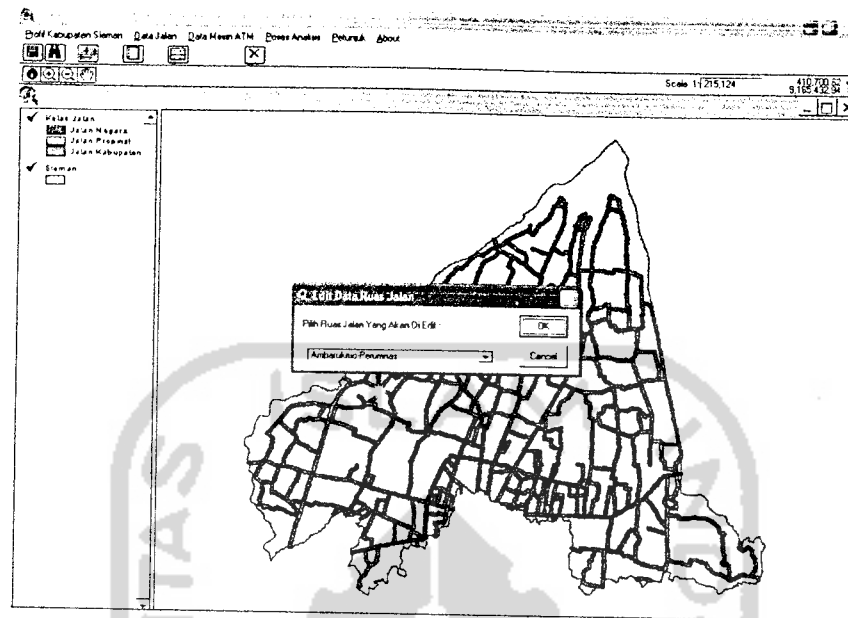 Profil Kabupaten Sleman Data Jalan Data Mesin ATM Proses Analisis Petunjuk About
Scale 1: 215,124
410,700.62
9,165,432.94
Kelas Jalan
Jalan Negara
Jalan Propinsi
Jalan Kabupaten
Sleman
Edit Data Ruas Jalan
Pilih Ruas Jalan Yang Akan Di Edit :
OK
Ambarukmo-Perumnas
Cancel
ISLAM